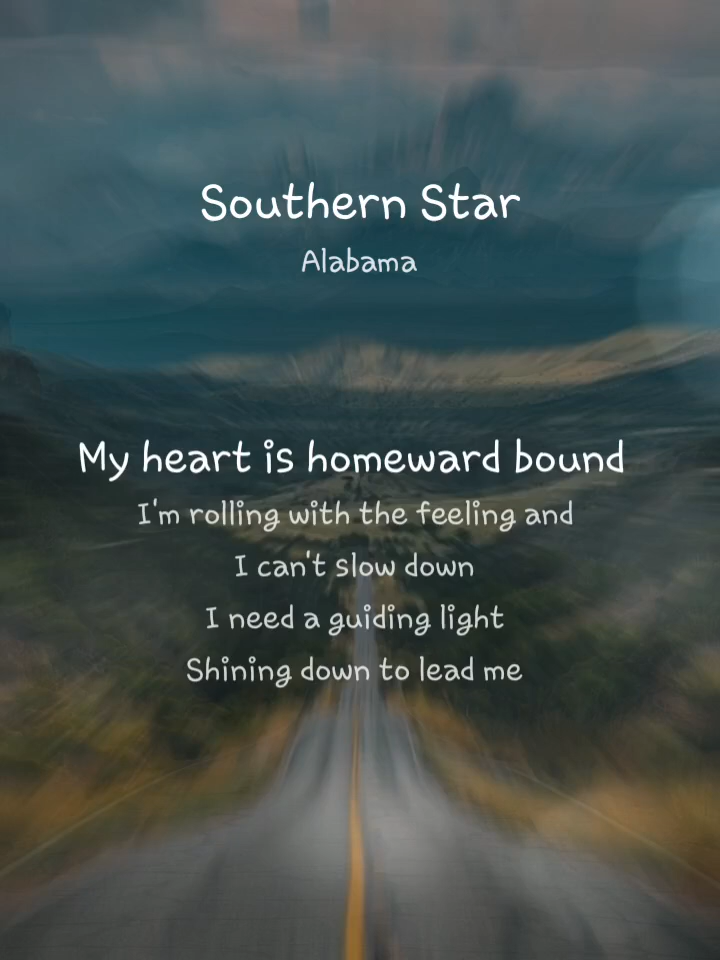 Southern Star
Alabama
My heart is homeward bound
I'm rolling with the feeling and
I can't slow down
I need a guiding light
Shining down to lead me